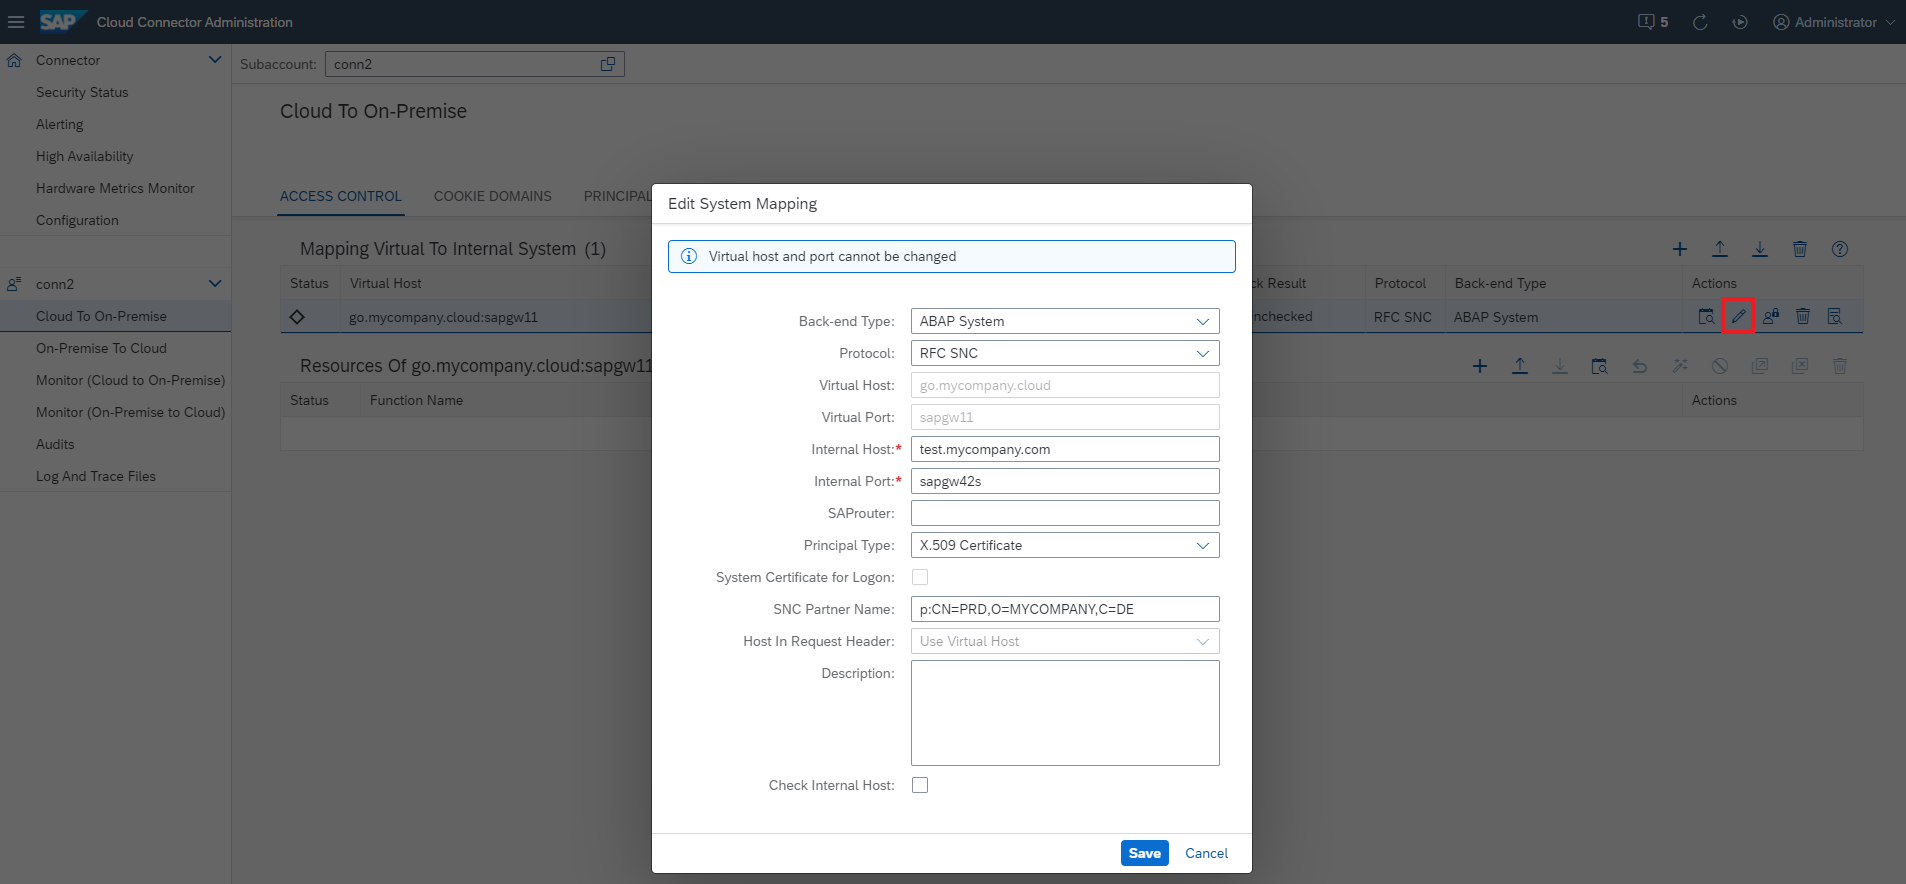 SAP Cloud Connector Administration 5 Administrator
Connector
Security Status
Alerting
High Availability
Hardware Metrics Monitor
Configuration
conn2
Cloud To On-Premise
On-Premise To Cloud
Monitor (Cloud to On-Premise)
Monitor (On-Premise to Cloud)
Audits
Log And Trace Files
Subaccount: conn2
Cloud To On-Premise
ACCESS CONTROL COOKIE DOMAINS PRINCIPAL
Mapping Virtual To Internal System (1)
Status Virtual Host Result Protocol Back-end Type Actions
go.mycompany.cloud:sapgw11 RFC SNC ABAP System
Resources Of go.mycompany.cloud:sapgw11
Status Function Name Actions
Edit System Mapping
Virtual host and port cannot be changed
Back-end Type: ABAP System
Protocol: RFC SNC
Virtual Host: go.mycompany.cloud
Virtual Port: sapgw11
Internal Host:* test.mycompany.com
Internal Port:* sapgw42s
SAProuter:
Principal Type: X.509 Certificate
System Certificate for Logon:
SNC Partner Name: p:CN=PRD,O=MYCOMPANY,C=DE
Host In Request Header: Use Virtual Host
Description:
Check Internal Host:
Save Cancel